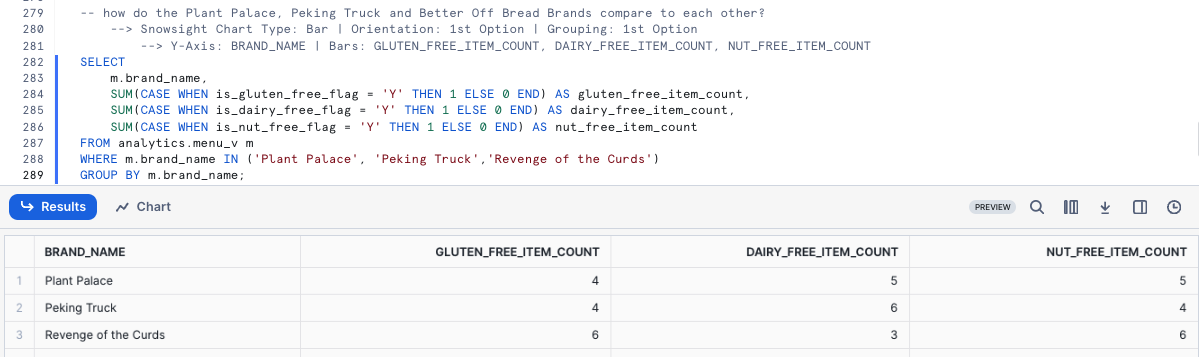 279 -- how do the Plant Palace, Peking Truck and Better Off Bread Brands compare to each other?
280 --> Snowsight Chart Type: Bar | Orientation: 1st Option | Grouping: 1st Option
281 --> Y-Axis: BRAND_NAME | Bars: GLUTEN_FREE_ITEM_COUNT, DAIRY_FREE_ITEM_COUNT, NUT_FREE_ITEM_COUNT
282 SELECT
283 m.brand_name,
284 SUM(CASE WHEN is_gluten_free_flag = 'Y' THEN 1 ELSE 0 END) AS gluten_free_item_count,
285 SUM(CASE WHEN is_dairy_free_flag = 'Y' THEN 1 ELSE 0 END) AS dairy_free_item_count,
286 SUM(CASE WHEN is_nut_free_flag = 'Y' THEN 1 ELSE 0 END) AS nut_free_item_count
287 FROM analytics.menu_v m
288 WHERE m.brand_name IN ('Plant Palace', 'Peking Truck','Revenge of the Curds')
289 GROUP BY m.brand_name;
Results Chart PREVIEW
BRAND_NAME GLUTEN_FREE_ITEM_COUNT DAIRY_FREE_ITEM_COUNT NUT_FREE_ITEM_COUNT
1 Plant Palace 4 5 5
2 Peking Truck 4 6 4
3 Revenge of the Curds 6 3 6